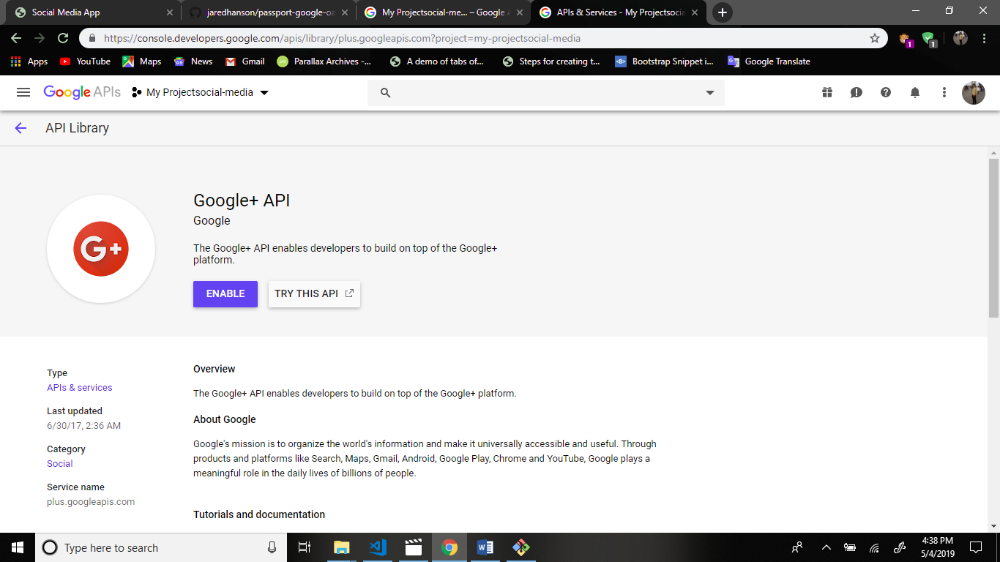 Social Media App
jaredhanson/passport-google-oa
My Projectsocial-me... – Google A
APIs & Services - My Projectsocia
https://console.developers.google.com/apis/library/plus.googleapis.com?project=my-projectsocial-media
1
1
Apps
YouTube
Maps
News
Gmail
Parallax Archives -...
A demo of tabs of...
Steps for creating t...
Bootstrap Snippet i...
Google Translate
Google APIs
My Projectsocial-media
API Library
G+
Google+ API
Google
The Google+ API enables developers to build on top of the Google+
platform.
ENABLE
TRY THIS API
Type
APIs & services
Last updated
6/30/17, 2:36 AM
Category
Social
Service name
plus.googleapis.com
Overview
The Google+ API enables developers to build on top of the Google+ platform.
About Google
Google's mission is to organize the world's information and make it universally accessible and useful. Through
products and platforms like Search, Maps, Gmail, Android, Google Play, Chrome and YouTube, Google plays a
meaningful role in the daily lives of billions of people.
Tutorials and documentation
Type here to search
4:38 PM
5/4/2019